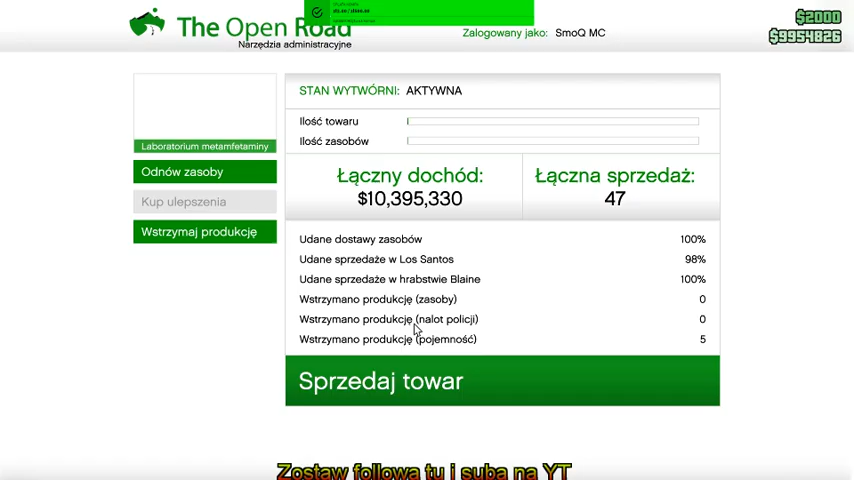 The Open Road
Narzędzia administracyjne
Zalogowany jako: SmoQ MC
$2000
$9954826
Laboratorium metamfetaminy
Odnów zasoby
Kup ulepszenia
Wstrzymaj produkcję
STAN WYTWÓRNI: AKTYWNA
Ilość towaru
Ilość zasobów
Łączny dochód:
$10,395,330
Łączna sprzedaż:
47
Udane dostawy zasobów 100%
Udane sprzedaże w Los Santos 98%
Udane sprzedaże w hrabstwie Blaine 100%
Wstrzymano produkcję (zasoby) 0
Wstrzymano produkcję (nalot policji) 0
Wstrzymano produkcję (pojemność) 5
Sprzedaj towar
Zostaw followa tu i suba na YT